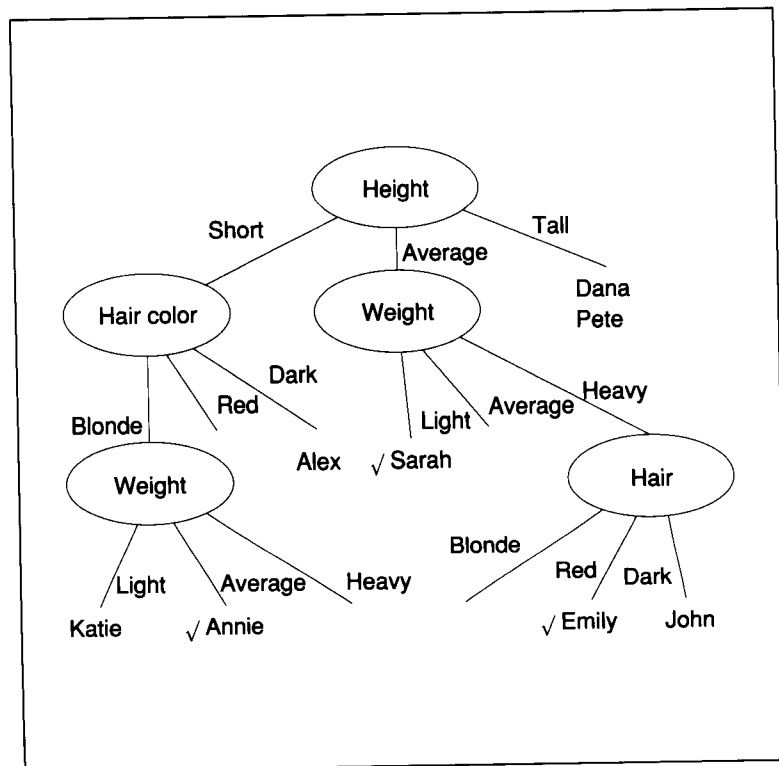 Height
Short
Average
Tall
Hair color
Weight
Dana
Pete
Blonde
Red
Dark
Light
Average
Heavy
Alex
√ Sarah
Weight
Hair
Light
Average
Heavy
Blonde
Red
Dark
Katie
√ Annie
√ Emily
John